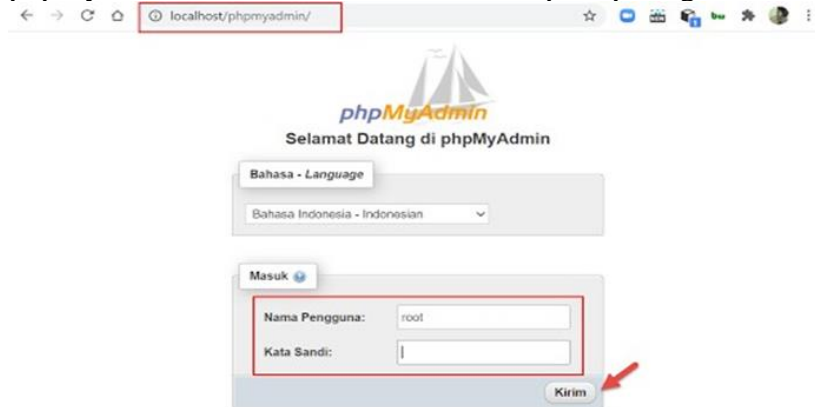 localhost/phpmyadmin/
phpMyAdmin
Selamat Datang di phpMyAdmin
Bahasa - Language
Bahasa Indonesia - Indonesian
Masuk
Nama Pengguna:
root
Kata Sandi:
Kirim